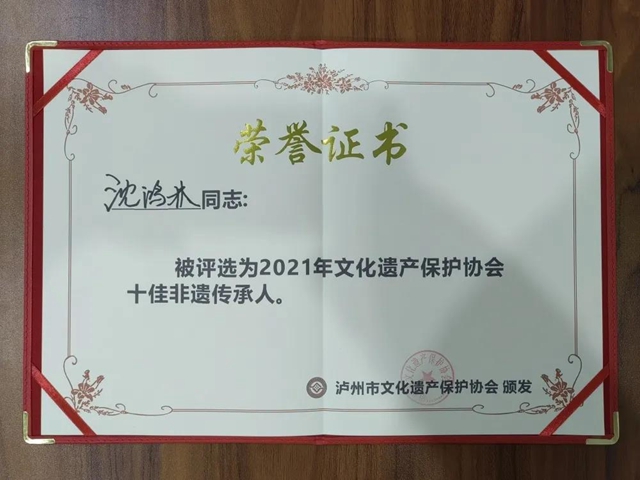 荣誉证书
沈鸿林同志:
被评选为2021年文化遗产保护协会
十佳非遗传承人。
泸州市文化遗产保护协会 颁发